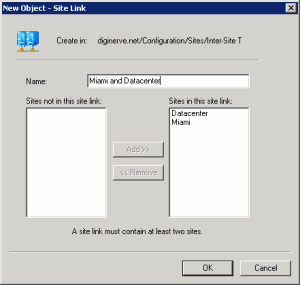 New Object - Site Link
Create in: diginerve.net/Configuration/Sites/Inter-Site T
Name: Miami and Datacenter
Sites not in this site link: Sites in this site link:
Datacenter
Miami
Add >>
<< Remove
A site link must contain at least two sites.
OK Cancel